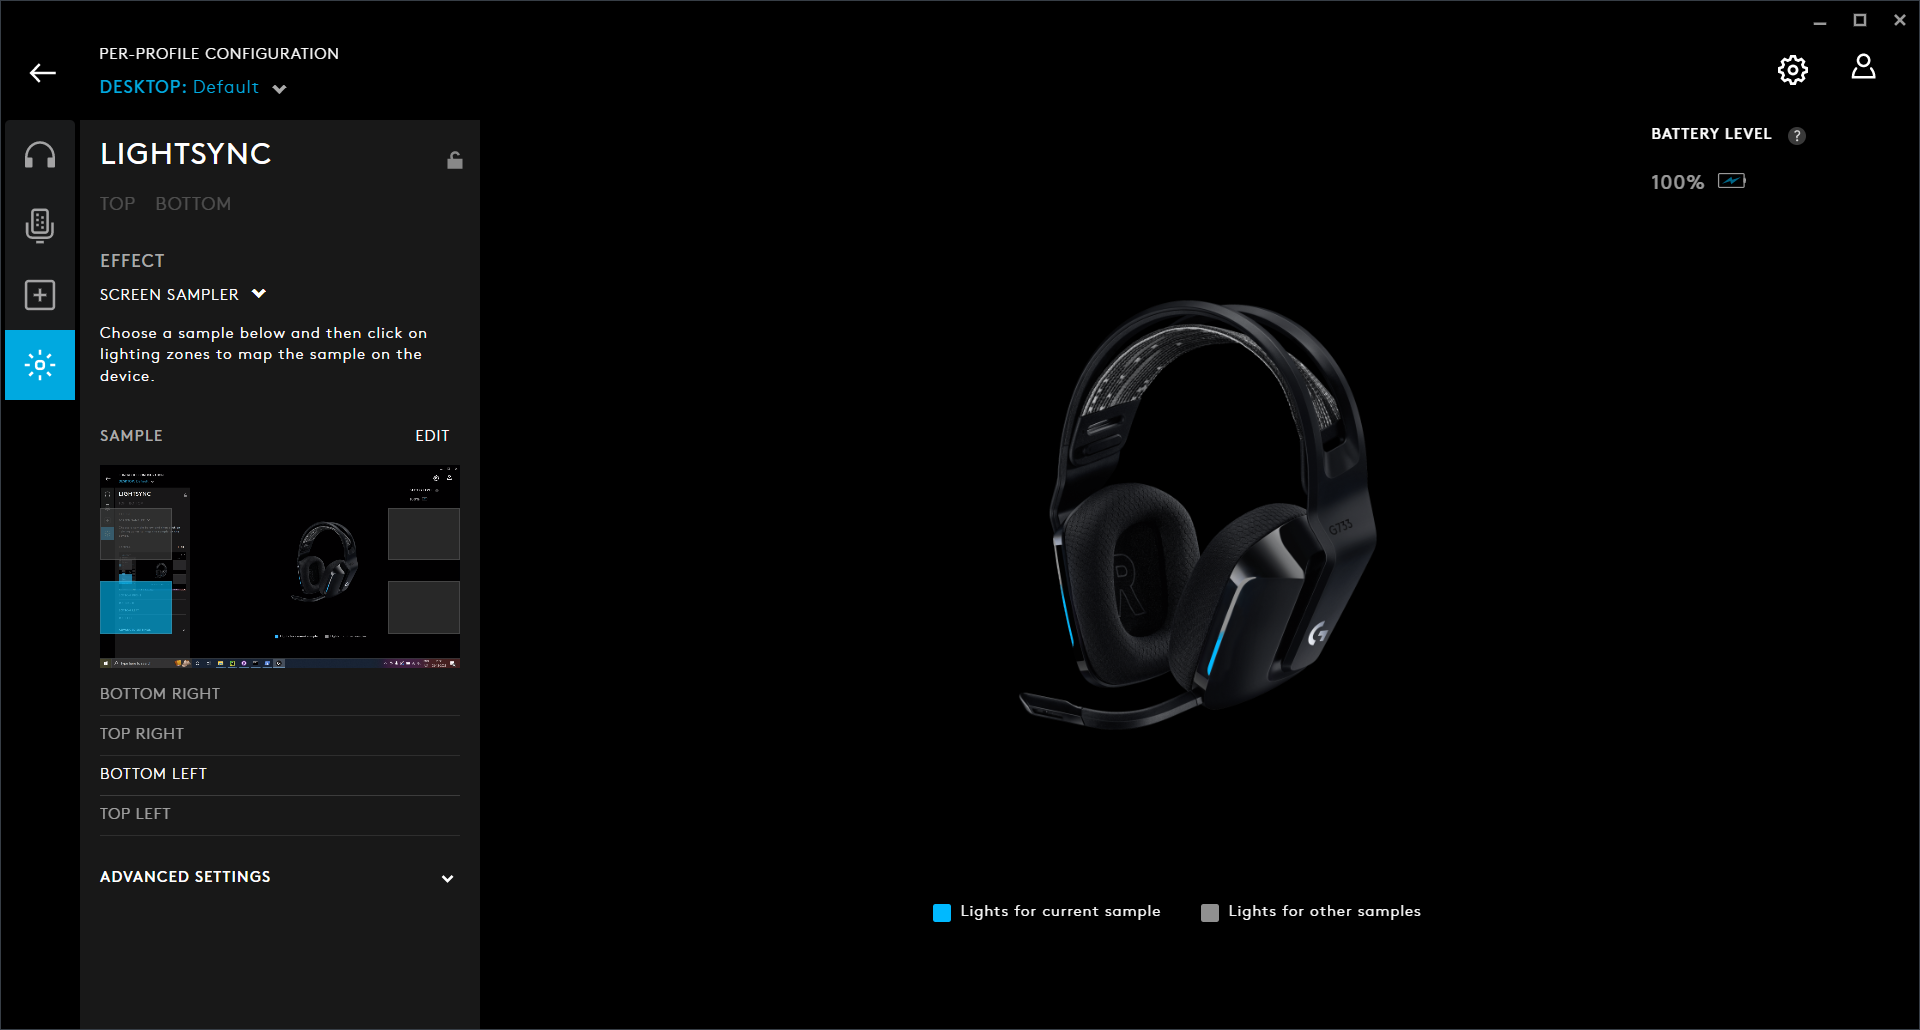 PER-PROFILE CONFIGURATION
DESKTOP: Default
LIGHTSYNC
TOP BOTTOM
EFFECT
SCREEN SAMPLER
Choose a sample below and then click on
lighting zones to map the sample on the
device.
SAMPLE EDIT
LIGHTSYNC
100%
BOTTOM RIGHT
TOP RIGHT
BOTTOM LEFT
TOP LEFT
ADVANCED SETTINGS
BATTERY LEVEL ?
100%
R
G733
G
Lights for current sample
Lights for other samples